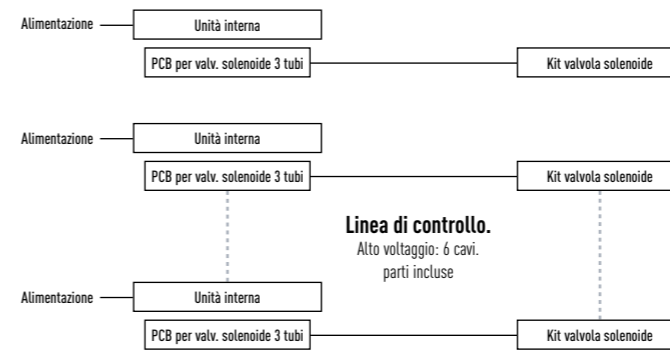 Alimentazione
Unità interna
PCB per valv. solenoide 3 tubi
Kit valvola solenoide
Alimentazione
Unità interna
PCB per valv. solenoide 3 tubi
Kit valvola solenoide
Linea di controllo.
Alto voltaggio: 6 cavi.
parti incluse
Alimentazione
Unità interna
PCB per valv. solenoide 3 tubi
Kit valvola solenoide